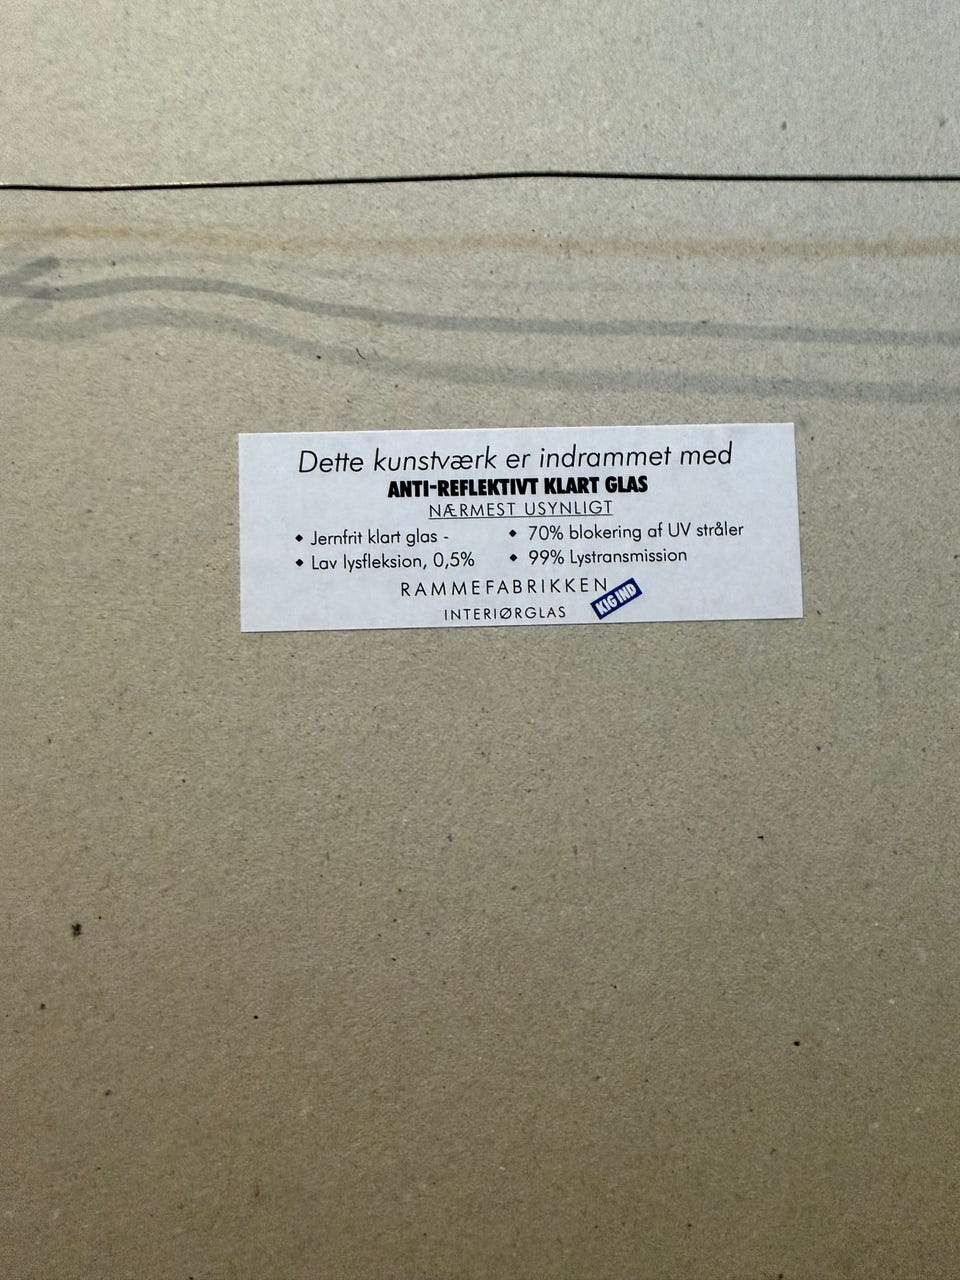 Dette kunstværk er indrammet med
ANTI-REFLEKTIVT KLART GLAS
NÆRMEST USYNLIGT
• Jernfrit klart glas -
• Lav lysfleksion, 0,5%
• 70% blokering af UV stråler
• 99% Lystransmission
RAMMEFABRIKKEN
INTERIØRGLAS
KIG IND